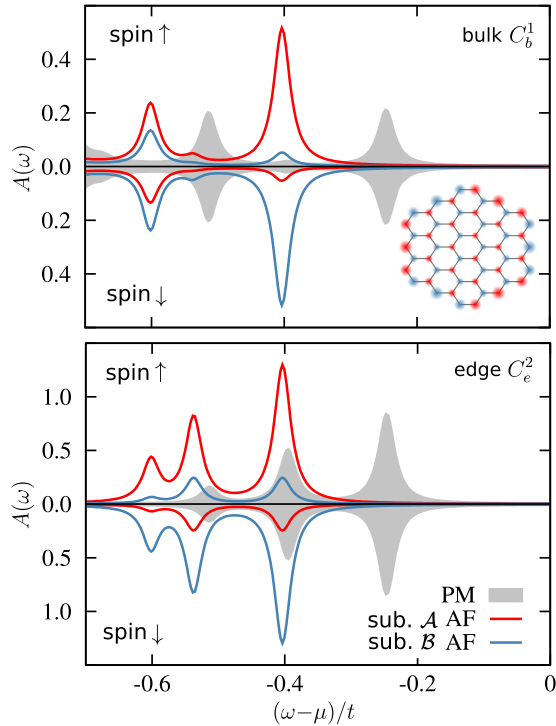 spin↑ bulk $C_b^1$
0.4
0.2
0.0
0.2
0.4
A(ω)
spin↓
spin↑ edge $C_e^2$
1.0
0.5
0.0
0.5
1.0
A(ω)
PM
sub. 𝒜 AF
spin↓ sub. ℬ AF
-0.6 -0.4 -0.2 0
(ω−μ)/t